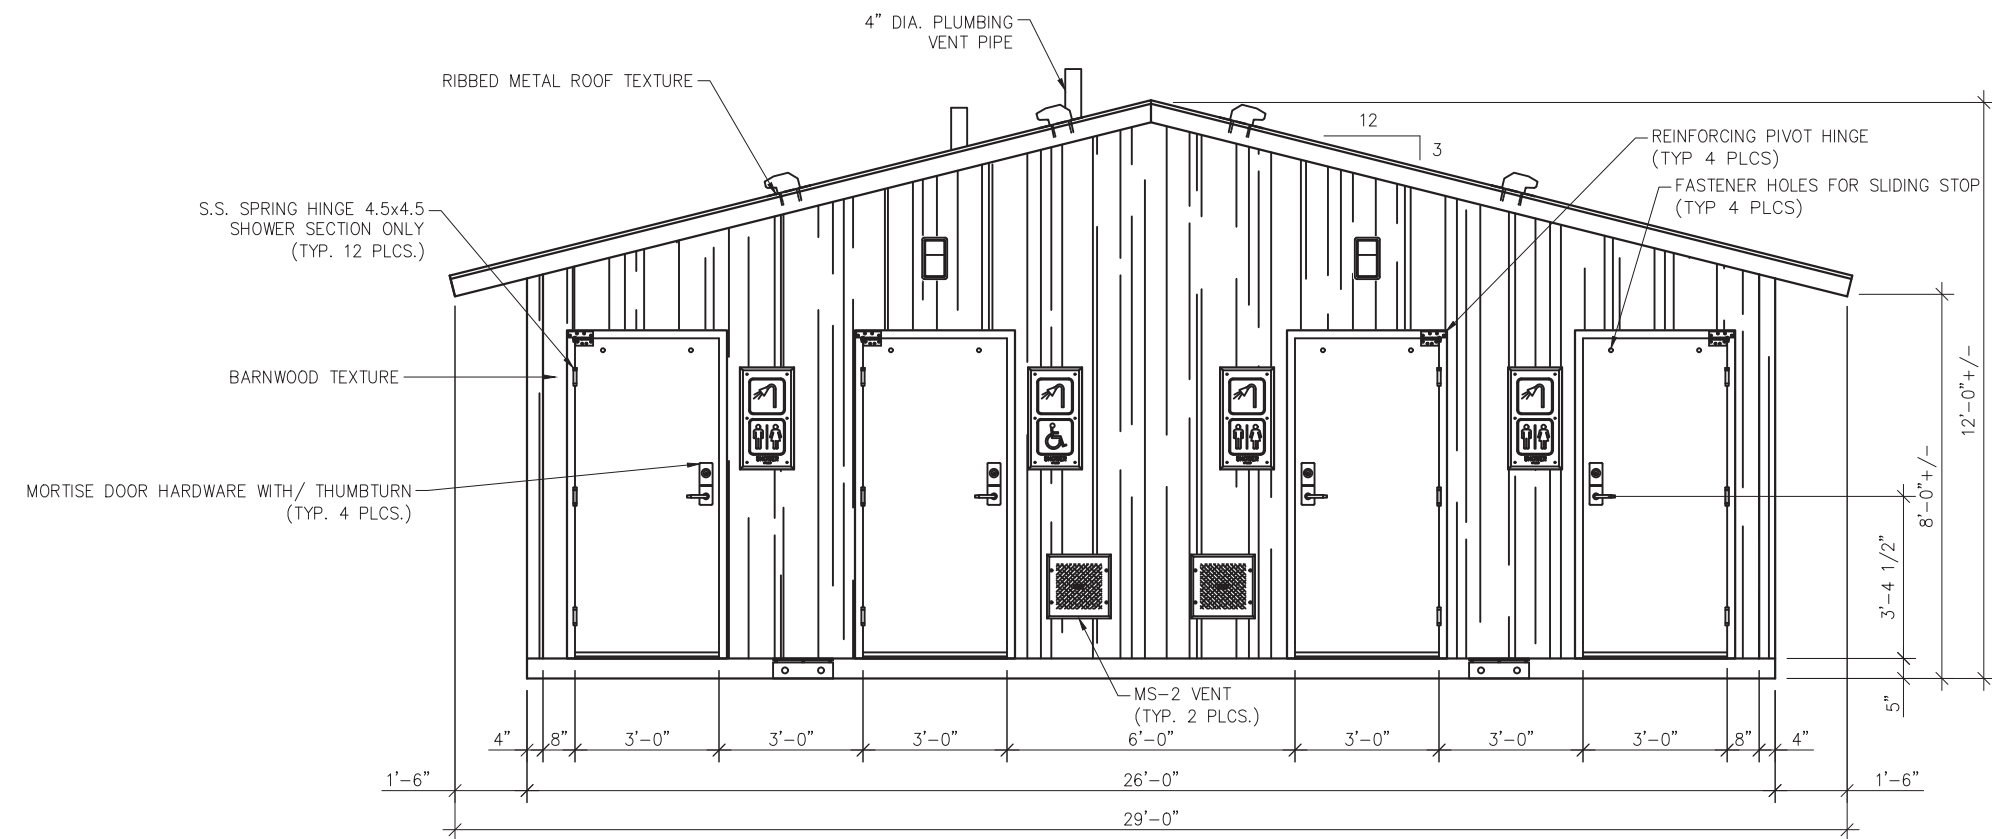 4” DIA. PLUMBING
VENT PIPE
RIBBED METAL ROOF TEXTURE
12
3
REINFORCING PIVOT HINGE
(TYP 4 PLCS)
FASTENER HOLES FOR SLIDING STOP
(TYP 4 PLCS)
S.S. SPRING HINGE 4.5x4.5
SHOWER SECTION ONLY
(TYP. 12 PLCS.)
BARNWOOD TEXTURE
MORTISE DOOR HARDWARE WITH/ THUMBTURN
(TYP. 4 PLCS.)
12’-0”+/-
8’-0”+/-
3’-4 1/2”
5”
MS-2 VENT
(TYP. 2 PLCS.)
4” 8” 3’-0” 3’-0” 3’-0” 6’-0” 3’-0” 3’-0” 3’-0” 8” 4”
1’-6” 26’-0” 1’-6”
29’-0”